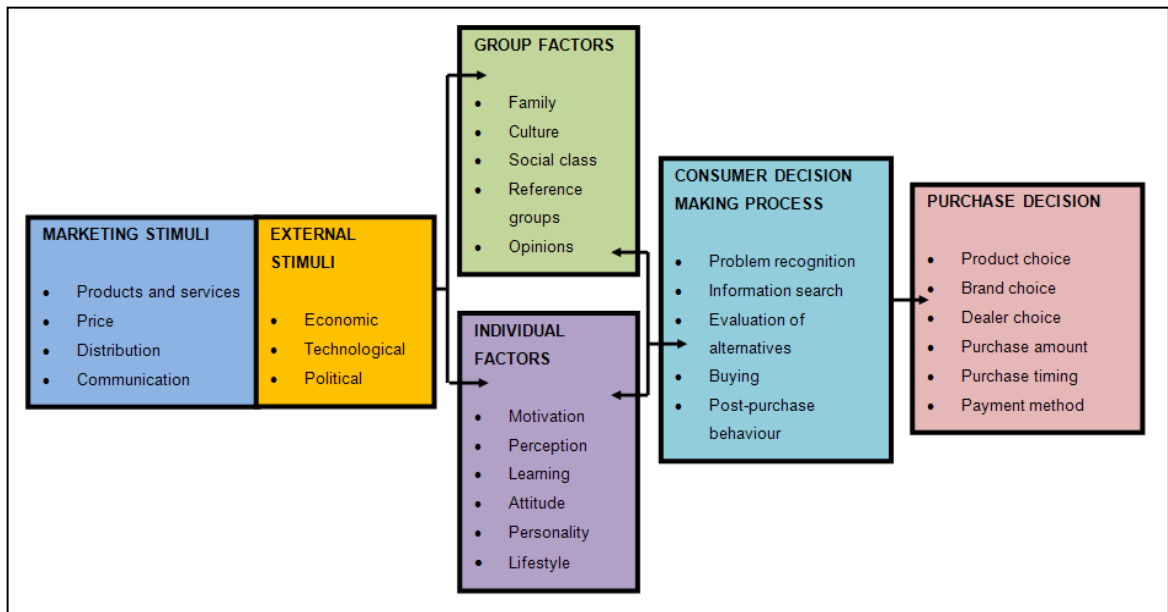 MARKETING STIMULI
• Products and services
• Price
• Distribution
• Communication
EXTERNAL
STIMULI
• Economic
• Technological
• Political
GROUP FACTORS
• Family
• Culture
• Social class
• Reference
groups
• Opinions
INDIVIDUAL
FACTORS
• Motivation
• Perception
• Learning
• Attitude
• Personality
• Lifestyle
CONSUMER DECISION
MAKING PROCESS
• Problem recognition
• Information search
• Evaluation of
alternatives
• Buying
• Post-purchase
behaviour
PURCHASE DECISION
• Product choice
• Brand choice
• Dealer choice
• Purchase amount
• Purchase timing
• Payment method